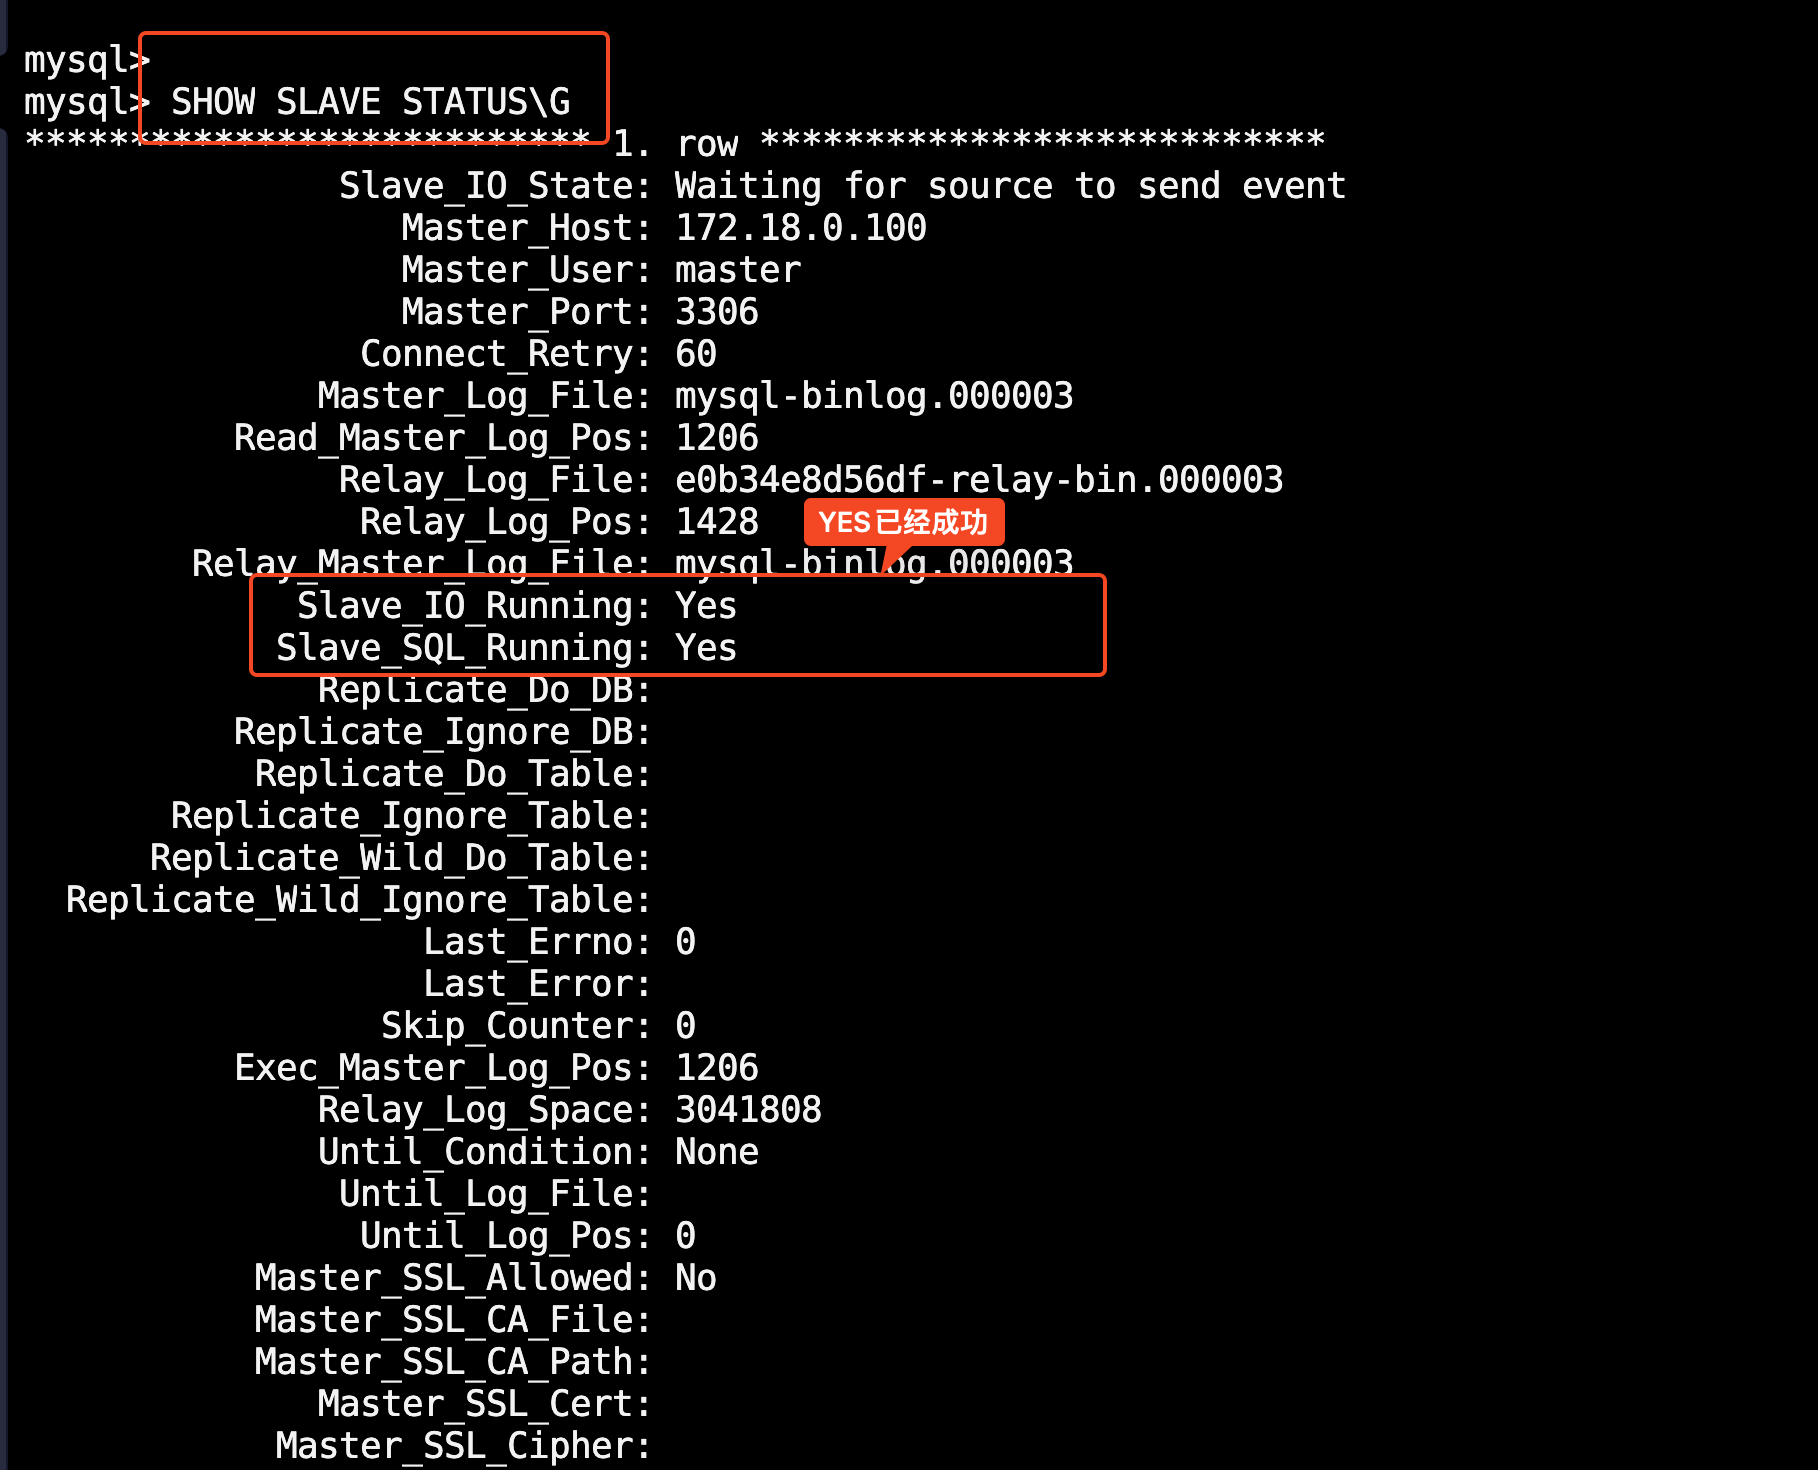 mysql>
mysql> SHOW SLAVE STATUS\G
*************************** 1. row ***************************
Slave_IO_State: Waiting for source to send event
Master_Host: 172.18.0.100
Master_User: master
Master_Port: 3306
Connect_Retry: 60
Master_Log_File: mysql-binlog.000003
Read_Master_Log_Pos: 1206
Relay_Log_File: e0b34e8d56df-relay-bin.000003
Relay_Log_Pos: 1428
YES已经成功
Relay_Master_Log_File: mysql-binlog.000003
Slave_IO_Running: Yes
Slave_SQL_Running: Yes
Replicate_Do_DB:
Replicate_Ignore_DB:
Replicate_Do_Table:
Replicate_Ignore_Table:
Replicate_Wild_Do_Table:
Replicate_Wild_Ignore_Table:
Last_Errno: 0
Last_Error:
Skip_Counter: 0
Exec_Master_Log_Pos: 1206
Relay_Log_Space: 3041808
Until_Condition: None
Until_Log_File:
Until_Log_Pos: 0
Master_SSL_Allowed: No
Master_SSL_CA_File:
Master_SSL_CA_Path:
Master_SSL_Cert:
Master_SSL_Cipher: